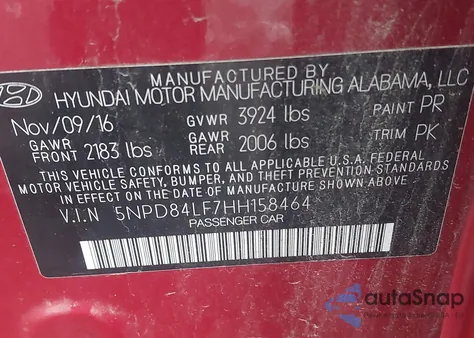 MANUFACTURED BY
HYUNDAI MOTOR MANUFACTURING ALABAMA, LLC
Nov/09/16 GVWR 3924 lbs PAINT PR
GAWR FRONT 2183 lbs GAWR REAR 2006 lbs TRIM PK
THIS VEHICLE CONFORMS TO ALL APPLICABLE U.S.A. FEDERAL
MOTOR VEHICLE SAFETY, BUMPER, AND THEFT PREVENTION STANDARDS
IN EFFECT ON THE DATE OF MANUFACTURE SHOWN ABOVE.
V.I.N 5NPD84LF7HH158464
PASSENGER CAR
autoSnap